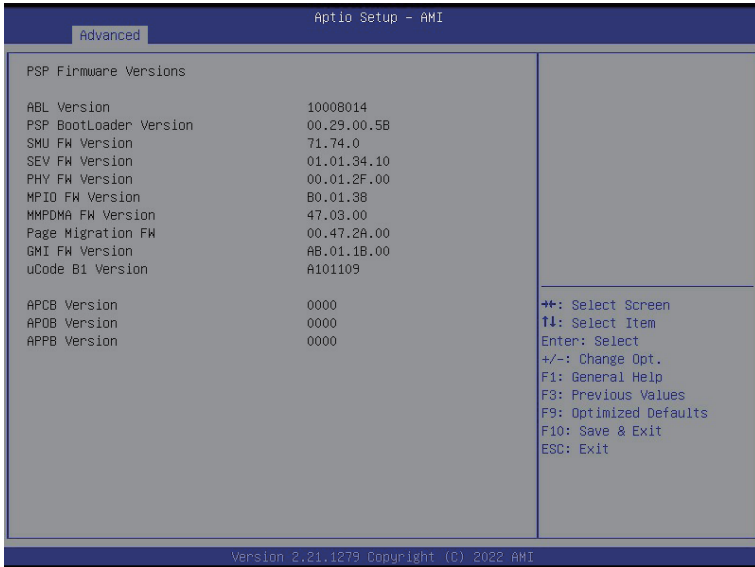 Aptio Setup - AMI
Advanced
PSP Firmware Versions
ABL Version 10008014
PSP BootLoader Version 00.29.00.5B
SMU FW Version 71.74.0
SEV FW Version 01.01.34.10
PHY FW Version 00.01.2F.00
MPIO FW Version B0.01.38
MMPDMA FW Version 47.03.00
Page Migration FW 00.47.2A.00
GMI FW Version AB.01.1B.00
uCode B1 Version A101109
APCB Version 0000
APOB Version 0000
APPB Version 0000
→←: Select Screen
↑↓: Select Item
Enter: Select
+/-: Change Opt.
F1: General Help
F3: Previous Values
F9: Optimized Defaults
F10: Save & Exit
ESC: Exit
Version 2.21.1279 Copyright (C) 2022 AMI